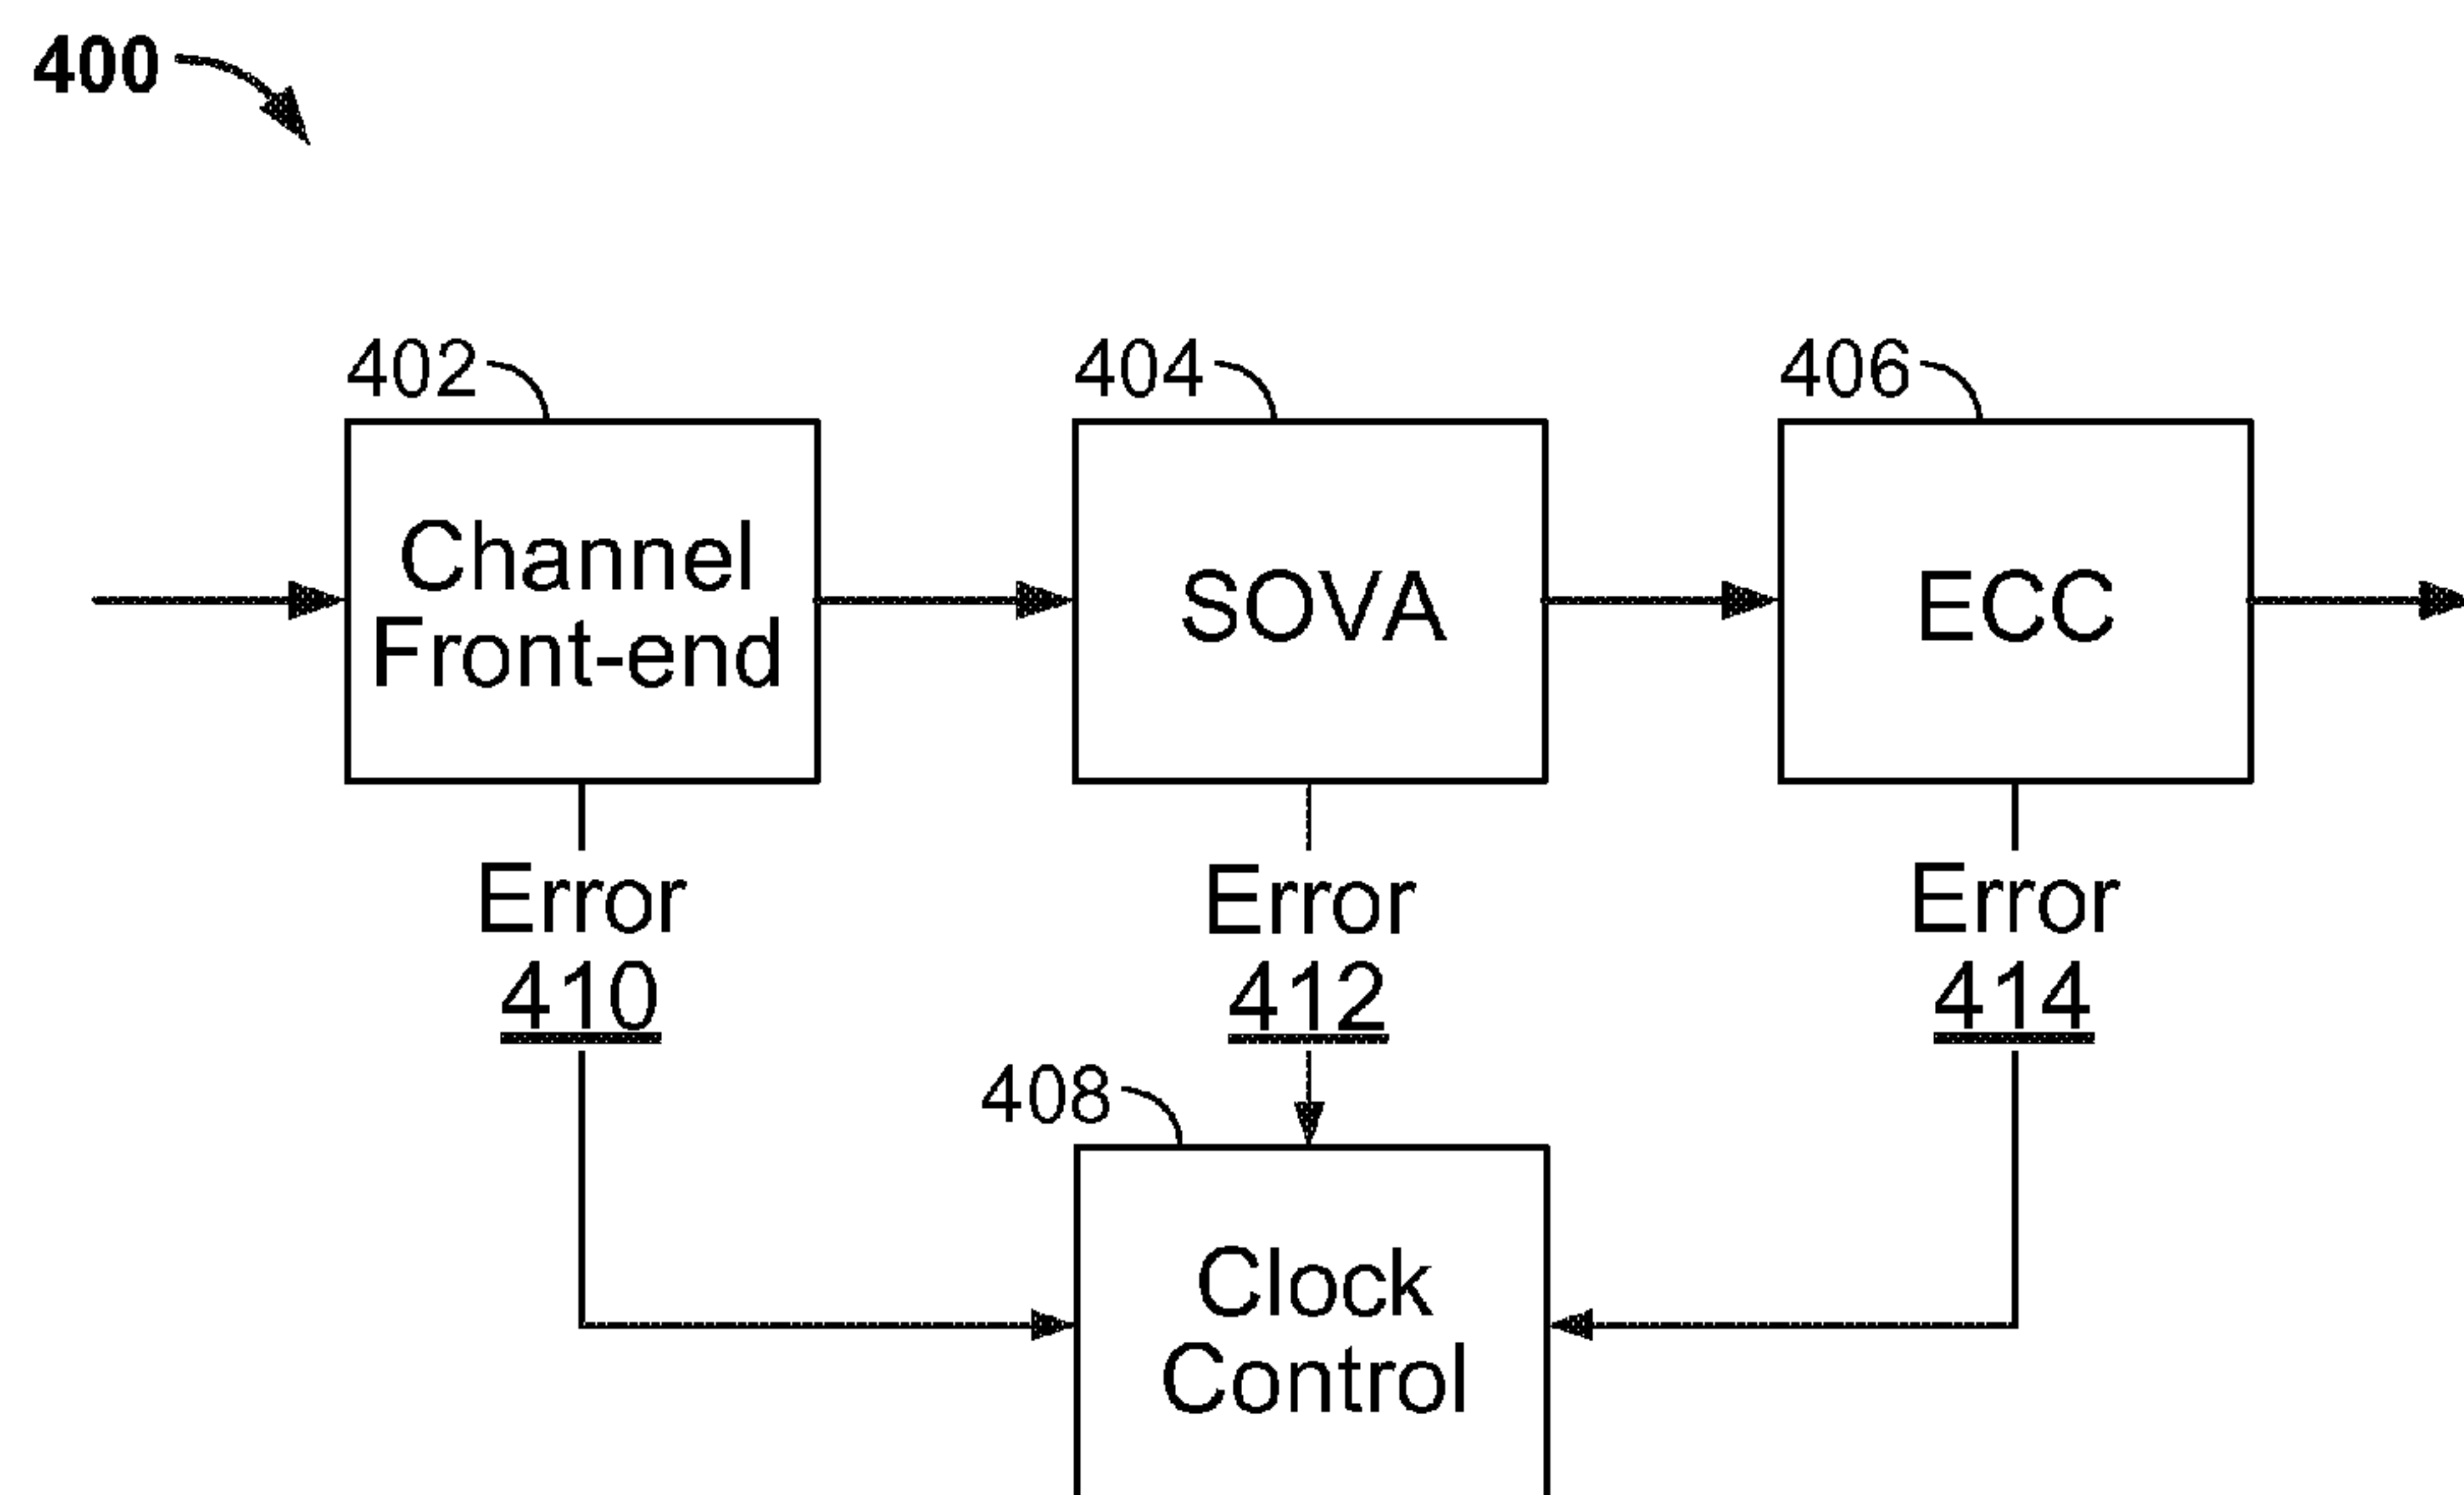 400
402
404
406
Channel
Front-end
SOVA
ECC
Error
410
Error
412
Error
414
408
Clock
Control